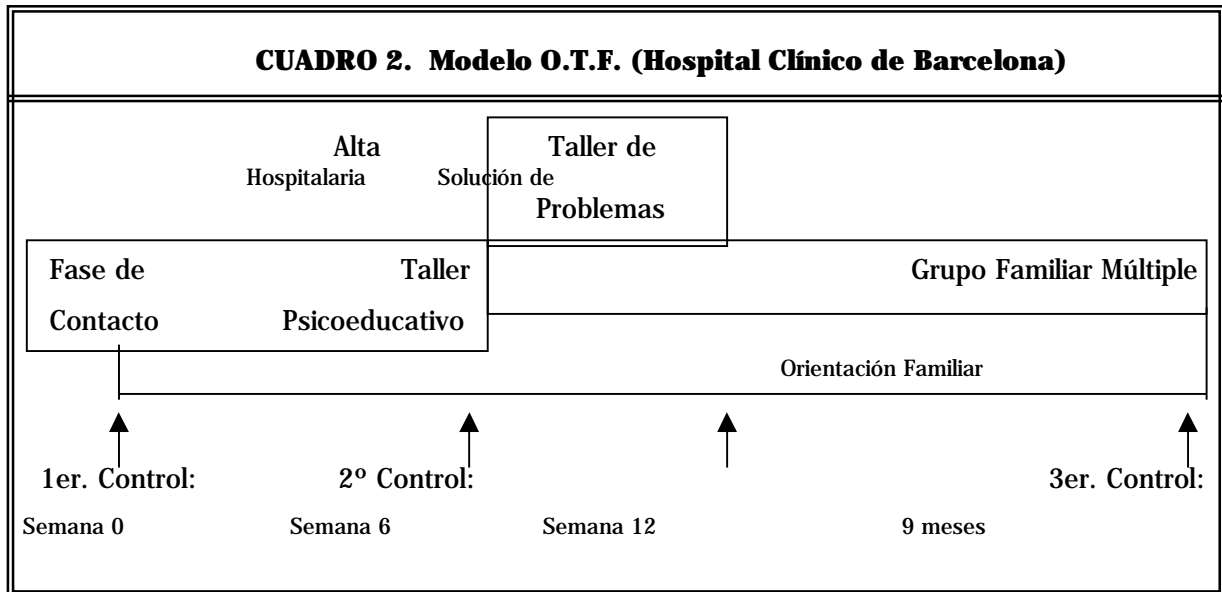 CUADRO 2. Modelo O.T.F. (Hospital Clínico de Barcelona)
Alta Taller de
Hospitalaria Solución de
Problemas
Fase de Taller Grupo Familiar Múltiple
Contacto Psicoeducativo
Orientación Familiar
1er. Control: 2º Control: 3er. Control:
Semana 0 Semana 6 Semana 12 9 meses